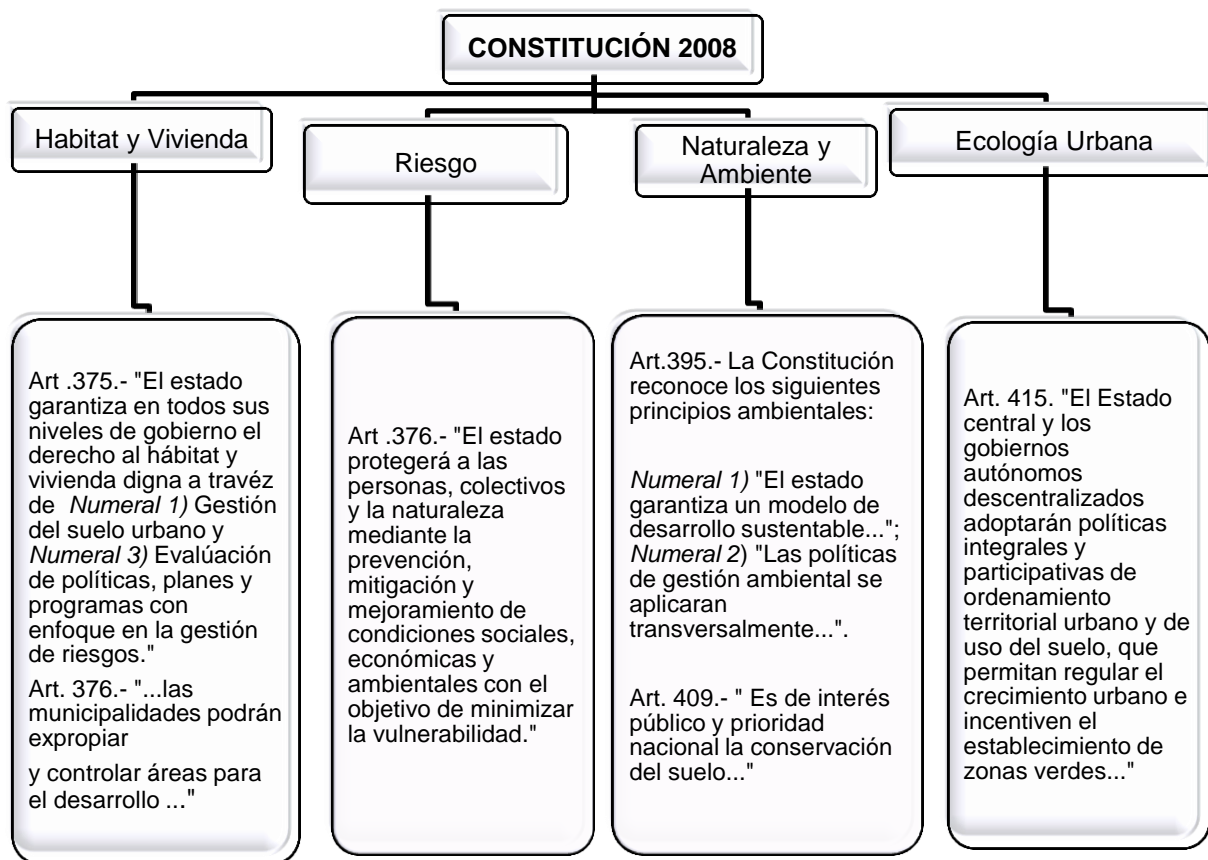 CONSTITUCIÓN 2008
Habitat y Vivienda
Riesgo
Naturaleza y
Ambiente
Ecología Urbana
Art .375.- "El estado
garantiza en todos sus
niveles de gobierno el
derecho al hábitat y
vivienda digna a travéz
de Numeral 1) Gestión
del suelo urbano y
Numeral 3) Evalúación
de políticas, planes y
programas con
enfoque en la gestión
de riesgos."
Art. 376.- "...las
municipalidades podrán
expropiar
y controlar áreas para
el desarrollo ..."
Art .376.- "El estado
protegerá a las
personas, colectivos
y la naturaleza
mediante la
prevención,
mitigación y
mejoramiento de
condiciones sociales,
económicas y
ambientales con el
objetivo de minimizar
la vulnerabilidad."
Art.395.- La Constitución
reconoce los siguientes
principios ambientales:
Numeral 1) "El estado
garantiza un modelo de
desarrollo sustentable...";
Numeral 2) "Las políticas
de gestión ambiental se
aplicaran
transversalmente...".
Art. 409.- " Es de interés
público y prioridad
nacional la conservación
del suelo..."
Art. 415. "El Estado
central y los
gobiernos
autónomos
descentralizados
adoptarán políticas
integrales y
participativas de
ordenamiento
territorial urbano y de
uso del suelo, que
permitan regular el
crecimiento urbano e
incentiven el
establecimiento de
zonas verdes..."